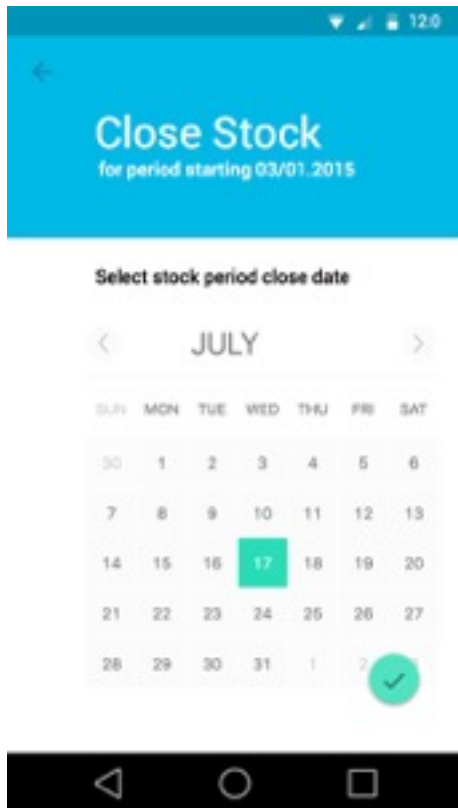 12:0
Close Stock
for period starting 03/01.2015
Select stock period close date
JULY
SUN MON TUE WED THU FRI SAT
30 1 2 3 4 5 6
7 8 9 10 11 12 13
14 15 16 17 18 19 20
21 22 23 24 25 26 27
28 29 30 31 1 2